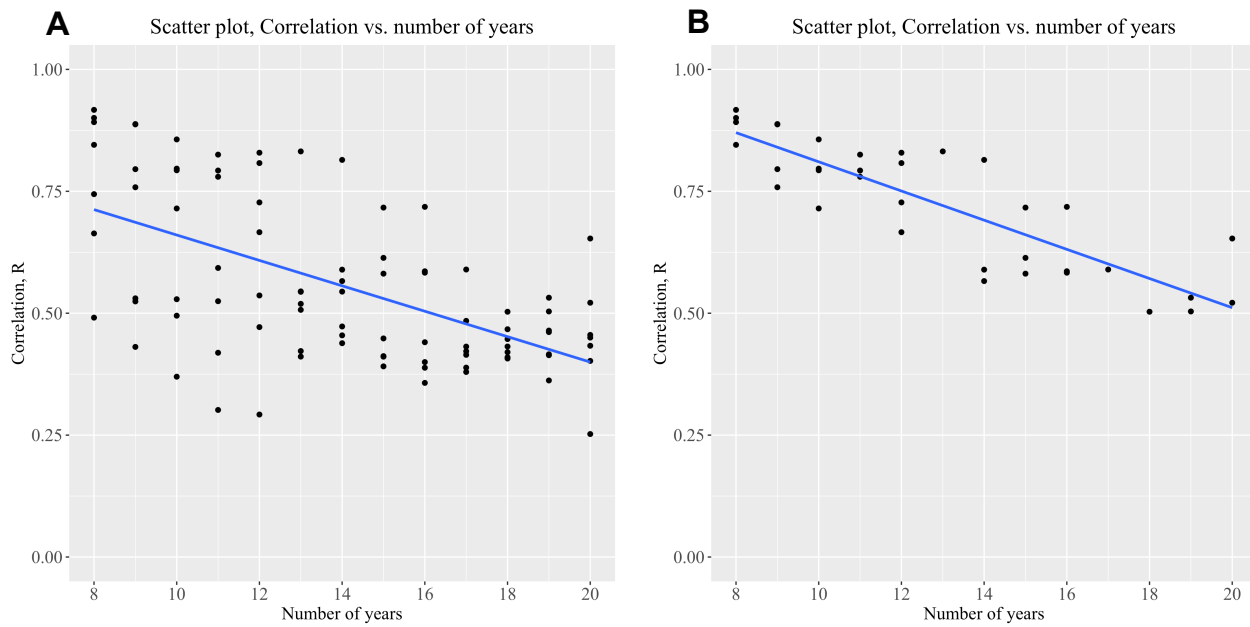 A
Scatter plot, Correlation vs. number of years
1.00
0.75
0.50
0.25
0.00
Correlation, R
8 10 12 14 16 18 20
Number of years
B
Scatter plot, Correlation vs. number of years
1.00
0.75
0.50
0.25
0.00
Correlation, R
8 10 12 14 16 18 20
Number of years